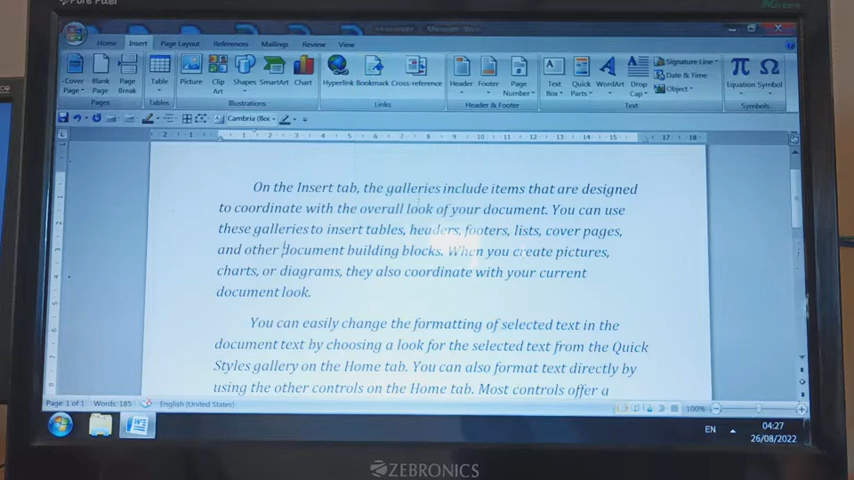 Pure Pixel
Green
Home Insert Page Layout References Mailings Review View
Cover Page
Blank Page
Page Break
Table
Picture
Clip Art
Shapes
SmartArt
Chart
Hyperlink
Bookmark
Cross-reference
Header
Footer
Page Number
Text Box
Quick Parts
WordArt
Drop Cap
Signature Line
Date & Time
Object
Equation
Symbol
Pages Tables Illustrations Links Header & Footer Text Symbols
Cambria (Boc
On the Insert tab, the galleries include items that are designed
to coordinate with the overall look of your document. You can use
these galleries to insert tables, headers, footers, lists, cover pages,
and other document building blocks. When you create pictures,
charts, or diagrams, they also coordinate with your current
document look.
You can easily change the formatting of selected text in the
document text by choosing a look for the selected text from the Quick
Styles gallery on the Home tab. You can also format text directly by
using the other controls on the Home tab. Most controls offer a
Page: 1 of 1 Words: 185 English (United States) 100%
EN 04:27
26/08/2022
ZEBRONICS